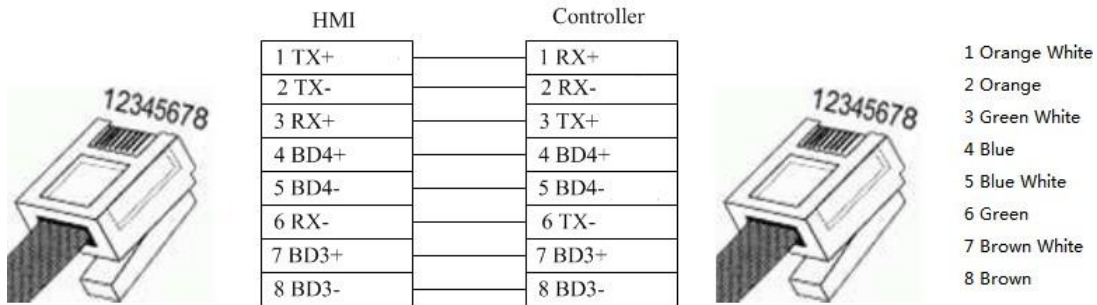 HMI
Controller
1 TX+
1 RX+
2 TX-
2 RX-
3 RX+
3 TX+
4 BD4+
4 BD4+
5 BD4-
5 BD4-
6 RX-
6 TX-
7 BD3+
7 BD3+
8 BD3-
8 BD3-
12345678
12345678
1 Orange White
2 Orange
3 Green White
4 Blue
5 Blue White
6 Green
7 Brown White
8 Brown